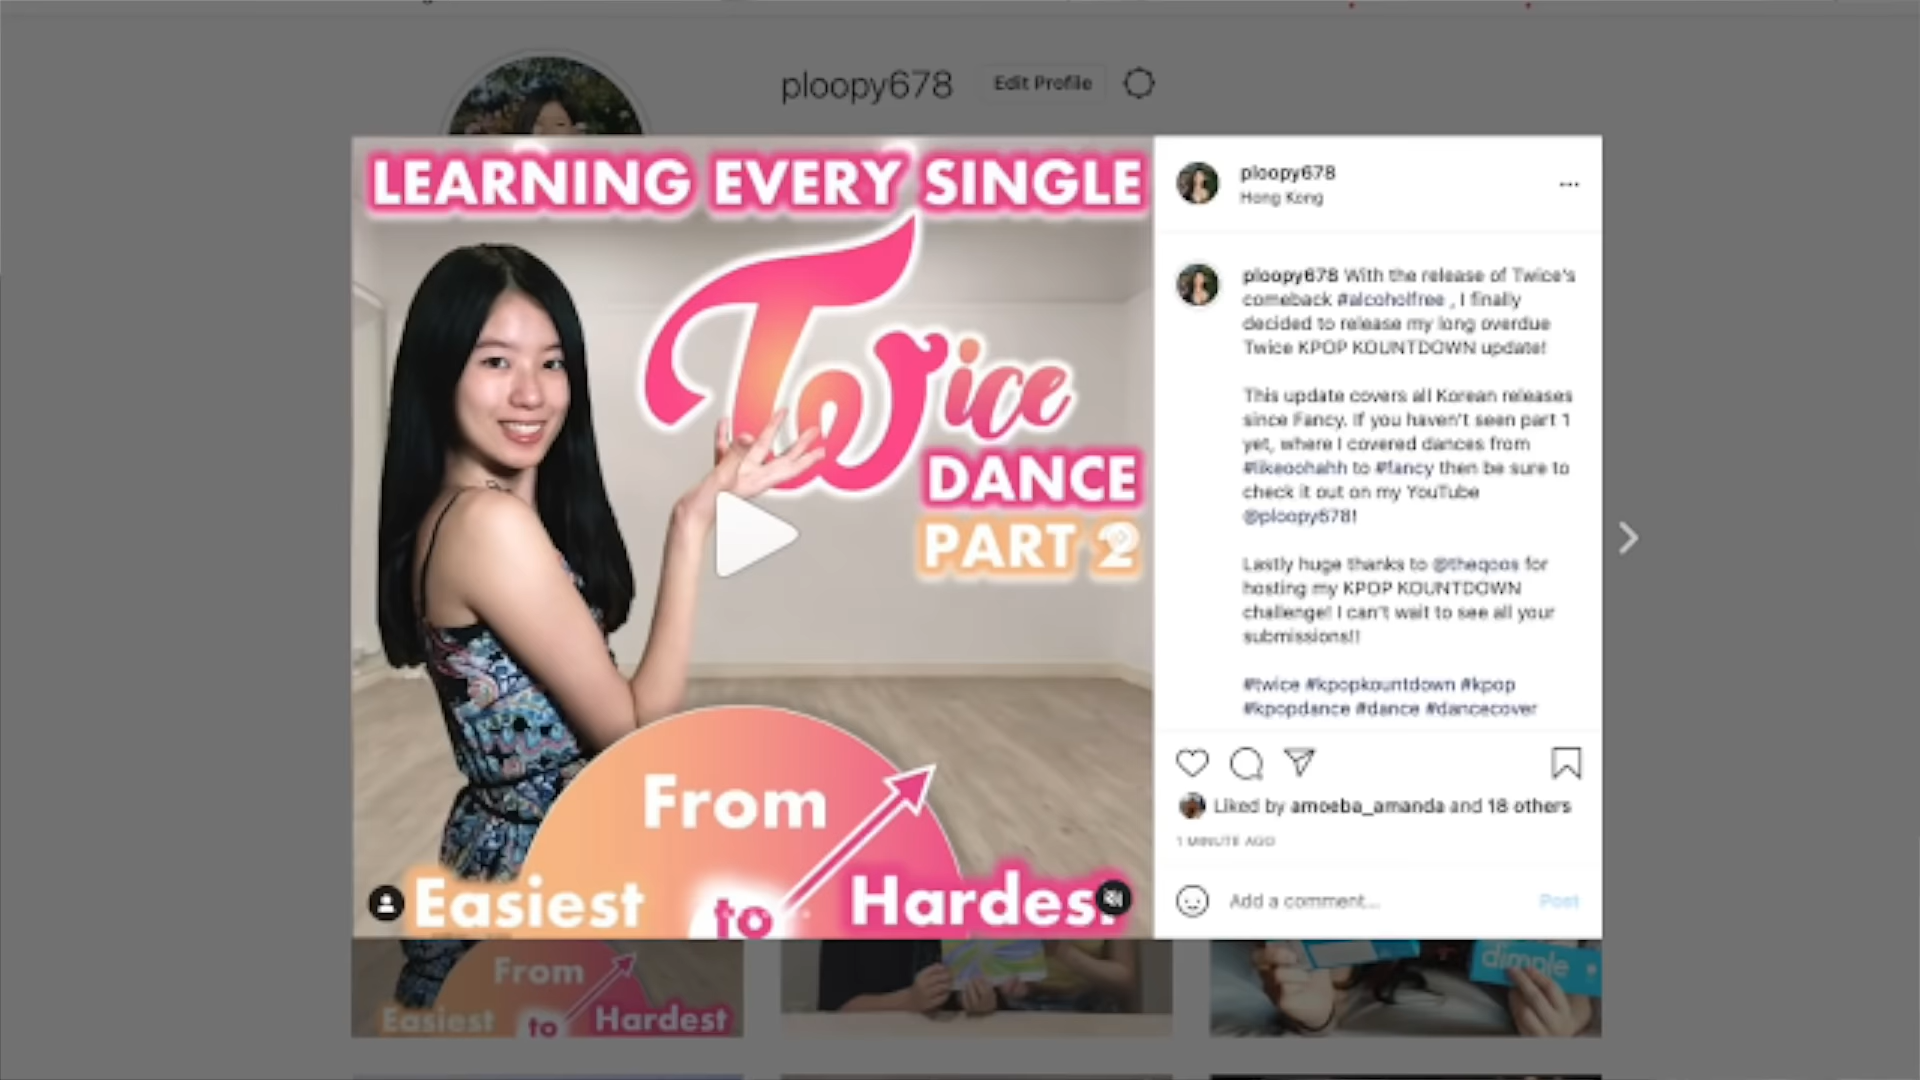 ploopy678 Edit Profile
LEARNING EVERY SINGLE
Twice
DANCE
PART 2
From
Easiest to Hardest
ploopy678
Hong Kong
ploopy678 With the release of Twice's
comeback #alcoholfree , I finally
decided to release my long overdue
Twice KPOP KOUNTDOWN update!
This update covers all Korean releases
since Fancy. If you haven't seen part 1
yet, where I covered dances from
#likeoohahh to #fancy then be sure to
check it out on my YouTube
@ploopy678!
Lastly huge thanks to @theqoos for
hosting my KPOP KOUNTDOWN
challenge! I can't wait to see all your
submissions!!
#twice #kpopkountdown #kpop
#kpopdance #dance #dancecover
Liked by amoeba_amanda and 18 others
1 MINUTE AGO
Add a comment... Post
From
Easiest to Hardest
dimple